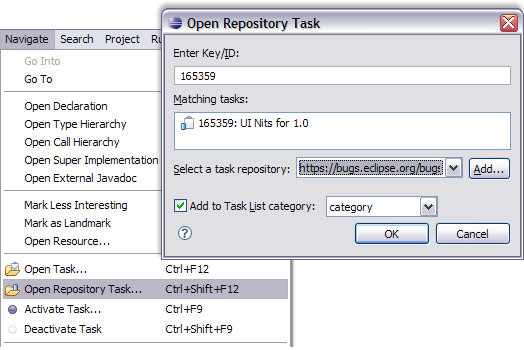 Navigate Search Project Ru
Go Into
Go To
Open Declaration
Open Type Hierarchy
Open Call Hierarchy
Open Super Implementation
Open External Javadoc
Mark Less Interesting
Mark as Landmark
Open Resource...
Open Task... Ctrl+F12
Open Repository Task... Ctrl+Shift+F12
Activate Task... Ctrl+F9
Deactivate Task Ctrl+Shift+F9
Open Repository Task
Enter Key/ID:
165359
Matching tasks:
165359: UI Nits for 1.0
Select a task repository: https://bugs.eclipse.org/bugs Add...
Add to Task List category: category
OK Cancel